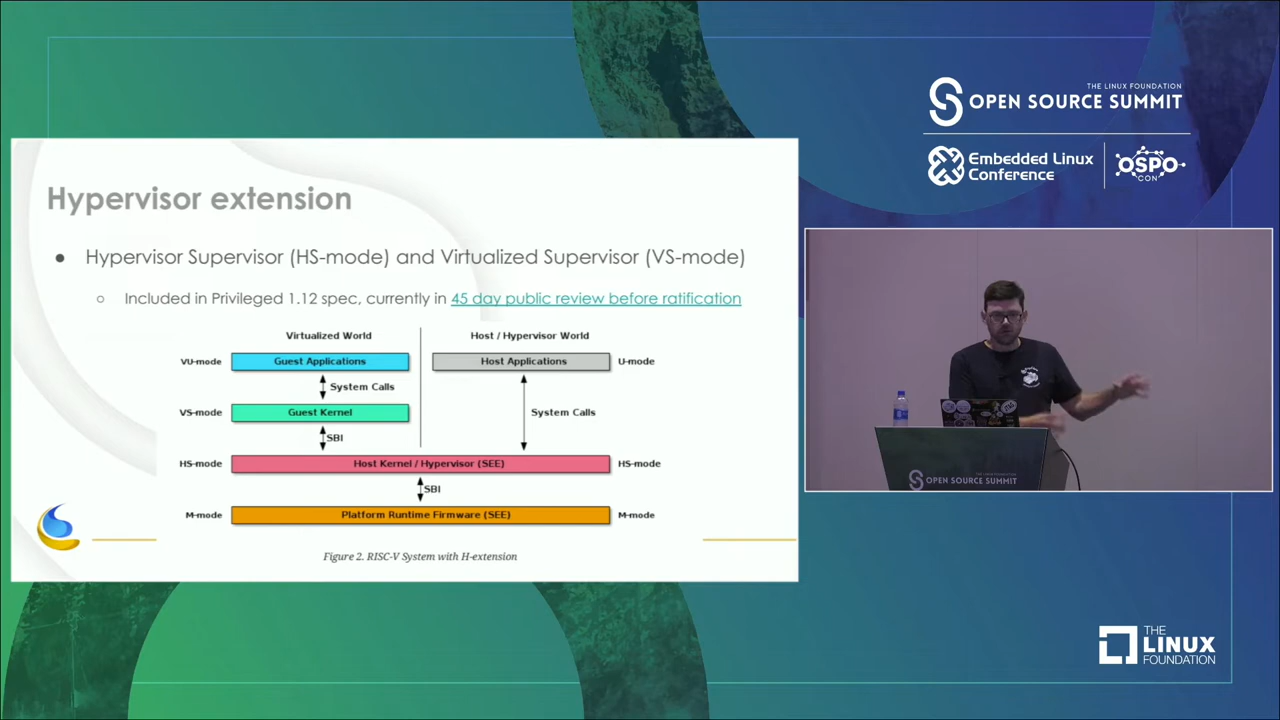 THE LINUX FOUNDATION
OPEN SOURCE SUMMIT
Embedded Linux
Conference
OSPO
CON
Hypervisor extension
● Hypervisor Supervisor (HS-mode) and Virtualized Supervisor (VS-mode)
○ Included in Privileged 1.12 spec, currently in 45 day public review before ratification
Virtualized World
Host / Hypervisor World
VU-mode
Guest Applications
Host Applications
U-mode
System Calls
VS-mode
Guest Kernel
System Calls
SBI
HS-mode
Host Kernel / Hypervisor (SEE)
HS-mode
SBI
M-mode
Platform Runtime Firmware (SEE)
M-mode
Figure 2. RISC-V System with H-extension
OPEN SOURCE SUMMIT
THE
LINUX
FOUNDATION